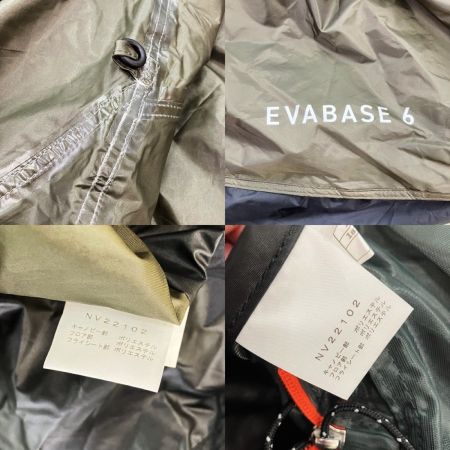 EVABASE 6
NV22102
キャノピー部 ポリエステル
フロア部 ポリエステル
フライシート部 ポリエステル
NV22102
キャノピー部 ポリエステル
フロア部 ポリエステル
フライシート部 ポリエステル